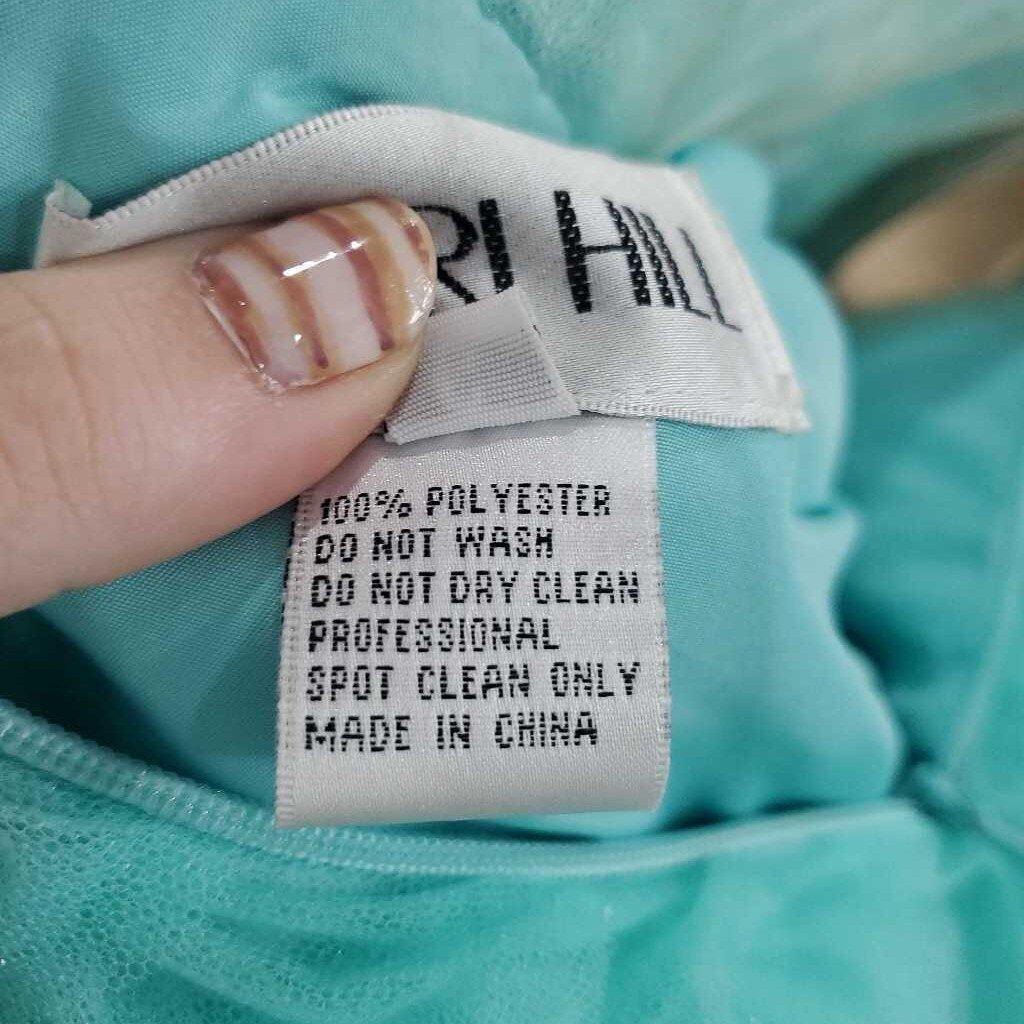 RI HILL
100% POLYESTER
DO NOT WASH
DO NOT DRY CLEAN
PROFESSIONAL
SPOT CLEAN ONLY
MADE IN CHINA